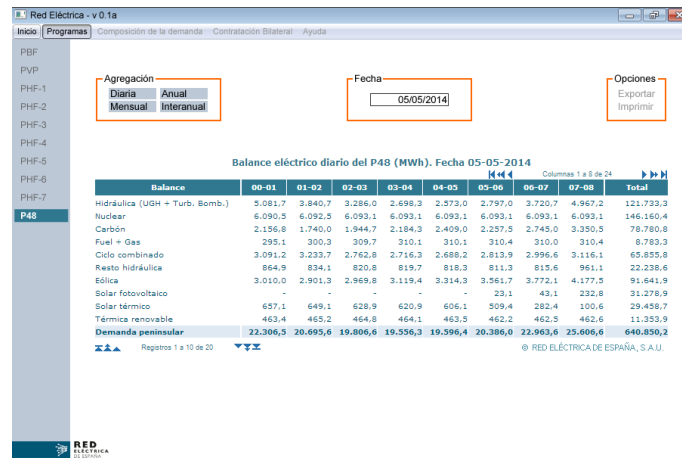 Red Eléctrica - v 0.1a
Inicio Programas Composición de la demanda Contratación Bilateral Ayuda
PBF
PVP
PHF-1
PHF-2
PHF-3
PHF-4
PHF-5
PHF-6
PHF-7
P48
Agregación
Diaria Anual
Mensual Interanual
Fecha
05/05/2014
Opciones
Exportar
Imprimir
Balance eléctrico diario del P48 (MWh). Fecha 05-05-2014
Columnas 1 a 8 de 24
Balance 00-01 01-02 02-03 03-04 04-05 05-06 06-07 07-08 Total
Hidráulica (UGH + Turb. Bomb.) 5.081,7 3.840,7 3.286,0 2.698,3 2.573,0 2.797,0 3.720,7 4.967,2 121.733,3
Nuclear 6.090,5 6.092,5 6.093,1 6.093,1 6.093,1 6.093,1 6.093,1 6.093,1 146.160,4
Carbón 2.156,8 1.740,0 1.944,7 2.184,3 2.409,0 2.257,5 2.745,0 3.350,5 78.780,8
Fuel + Gas 295,1 300,3 309,7 310,1 310,1 310,4 310,0 310,4 8.783,3
Ciclo combinado 3.091,2 3.233,7 2.762,8 2.716,3 2.688,2 2.813,9 2.996,6 3.116,1 65.855,8
Resto hidráulica 864,9 834,1 820,8 819,7 818,3 811,3 815,6 961,1 22.238,6
Eólica 3.010,0 2.901,3 2.969,8 3.119,4 3.314,3 3.561,7 3.772,1 4.177,5 91.641,9
Solar fotovoltaico - - - - - 23,1 43,1 232,8 31.278,9
Solar térmico 657,1 649,1 628,9 620,9 606,1 509,4 282,4 100,6 29.458,7
Térmica renovable 463,4 465,2 464,8 464,1 463,5 462,2 462,5 462,6 11.353,9
Demanda peninsular 22.306,5 20.695,6 19.806,6 19.556,3 19.596,4 20.386,0 22.963,6 25.606,6 640.850,2
Registros 1 a 10 de 20
© RED ELÉCTRICA DE ESPAÑA, S.A.U.
RED
ELÉCTRICA
DE ESPAÑA